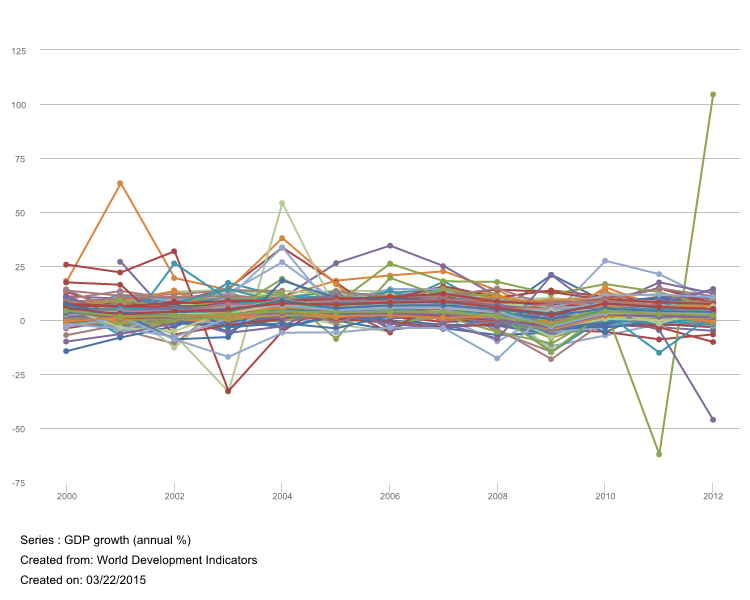 125
100
75
50
25
0
-25
-50
-75
2000 2002 2004 2006 2008 2010 2012
Series : GDP growth (annual %)
Created from: World Development Indicators
Created on: 03/22/2015